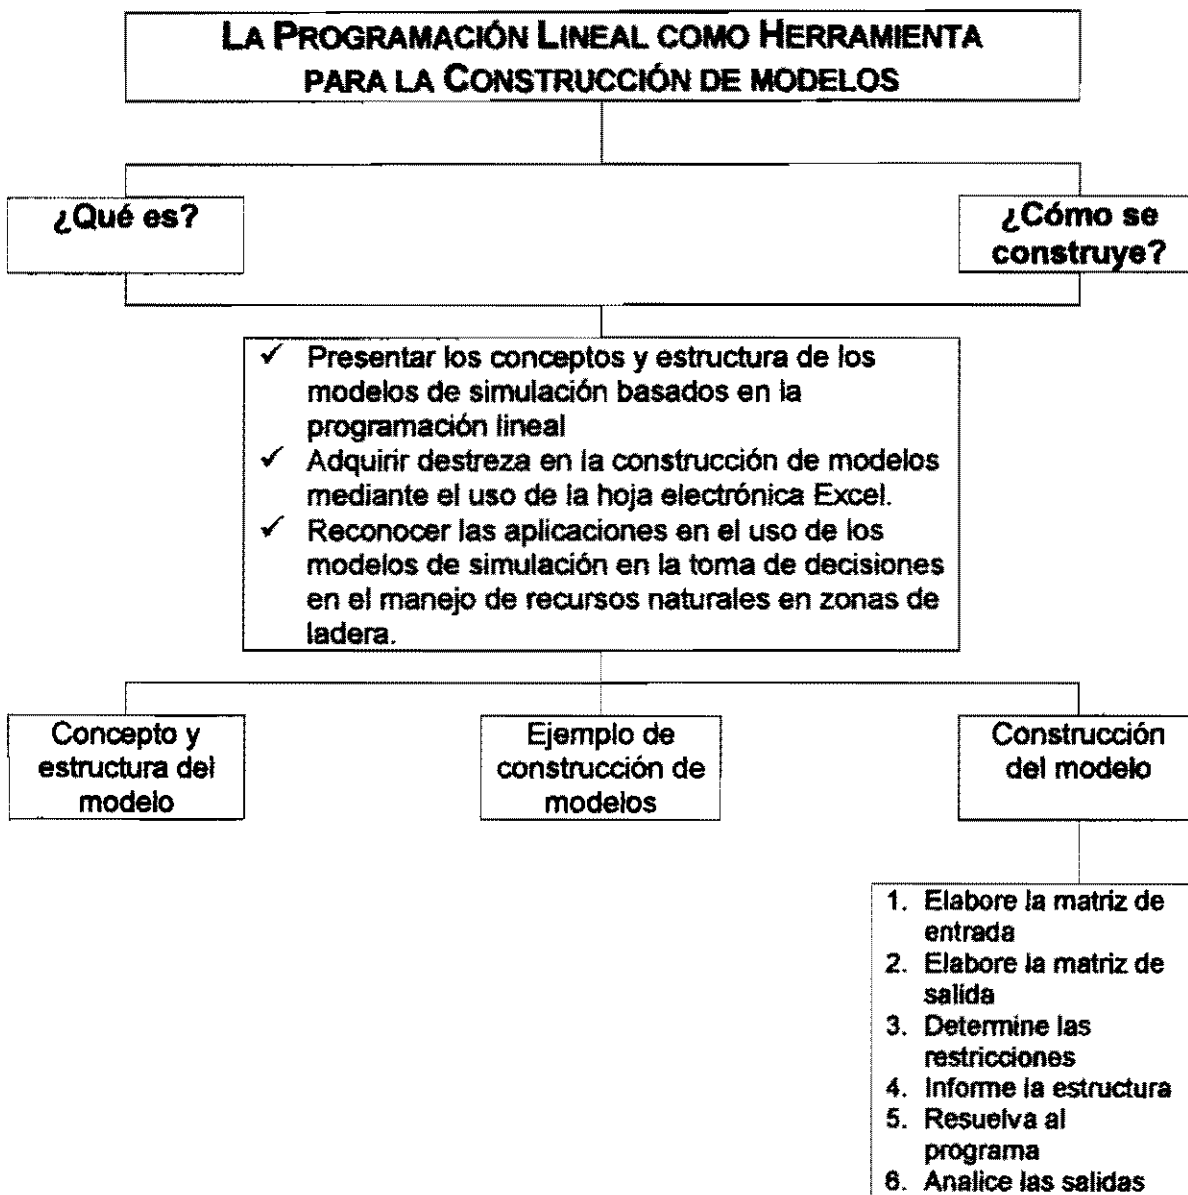 LA PROGRAMACIÓN LINEAL COMO HERRAMIENTA
PARA LA CONSTRUCCIÓN DE MODELOS
¿Qué es?
¿Cómo se
construye?
✓ Presentar los conceptos y estructura de los
modelos de simulación basados en la
programación lineal
✓ Adquirir destreza en la construcción de modelos
mediante el uso de la hoja electrónica Excel.
✓ Reconocer las aplicaciones en el uso de los
modelos de simulación en la toma de decisiones
en el manejo de recursos naturales en zonas de
ladera.
Concepto y
estructura del
modelo
Ejemplo de
construcción de
modelos
Construcción
del modelo
1. Elabore la matriz de
entrada
2. Elabore la matriz de
salida
3. Determine las
restricciones
4. Informe la estructura
5. Resuelva al
programa
6. Analice las salidas